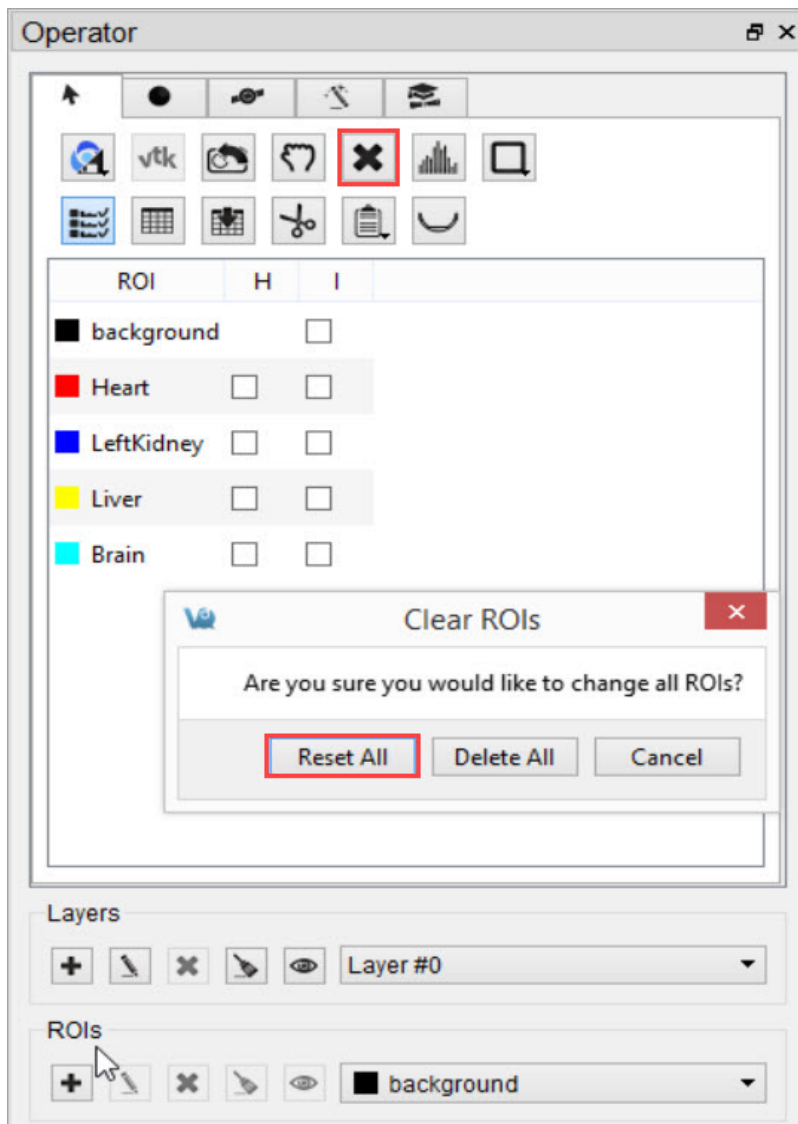 Operator
vtk
ROI H I
background
Heart
LeftKidney
Liver
Brain
Clear ROIs
Are you sure you would like to change all ROIs?
Reset All Delete All Cancel
Layers
Layer #0
ROIs
background